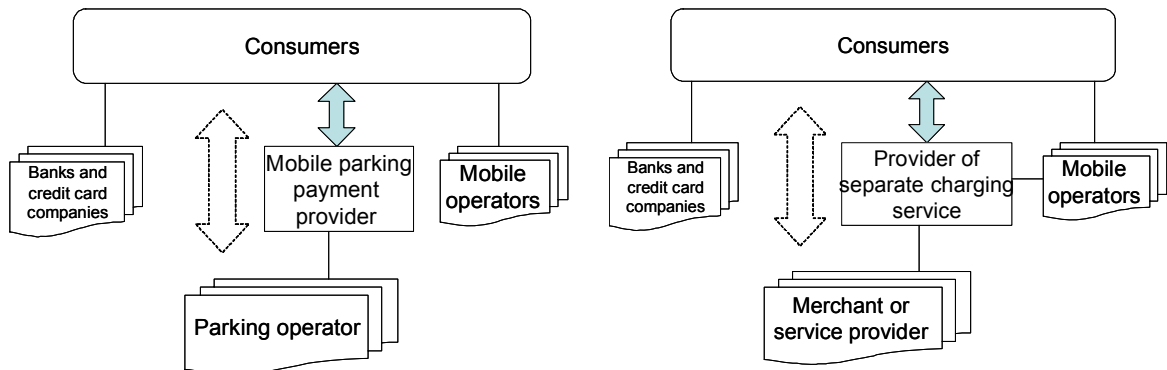 Consumers
Banks and
credit card
companies
Mobile parking
payment
provider
Mobile
operators
Parking operator
Consumers
Banks and
credit card
companies
Provider of
separate charging
service
Mobile
operators
Merchant or
service provider